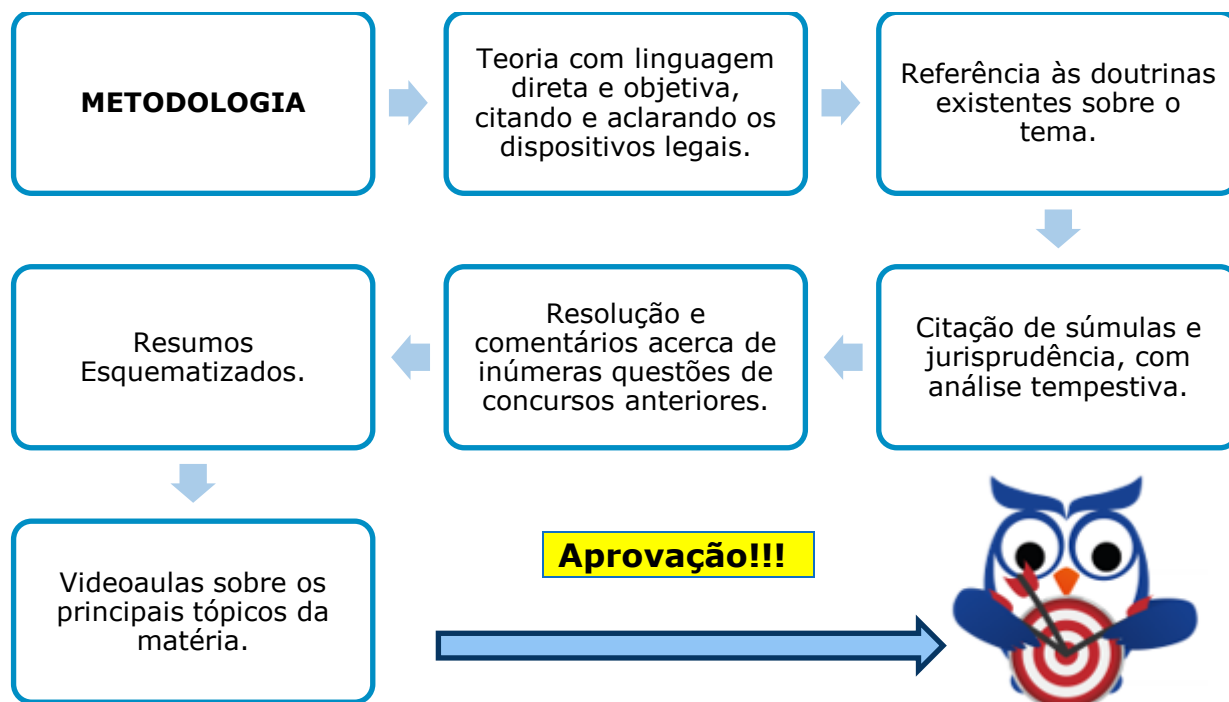 METODOLOGIA
Teoria com linguagem
direta e objetiva,
citando e aclarando os
dispositivos legais.
Referência às doutrinas
existentes sobre o
tema.
Citação de súmulas e
jurisprudência, com
análise tempestiva.
Resolução e
comentários acerca de
inúmeras questões de
concursos anteriores.
Resumos
Esquematizados.
Videoaulas sobre os
principais tópicos da
matéria.
Aprovação!!!